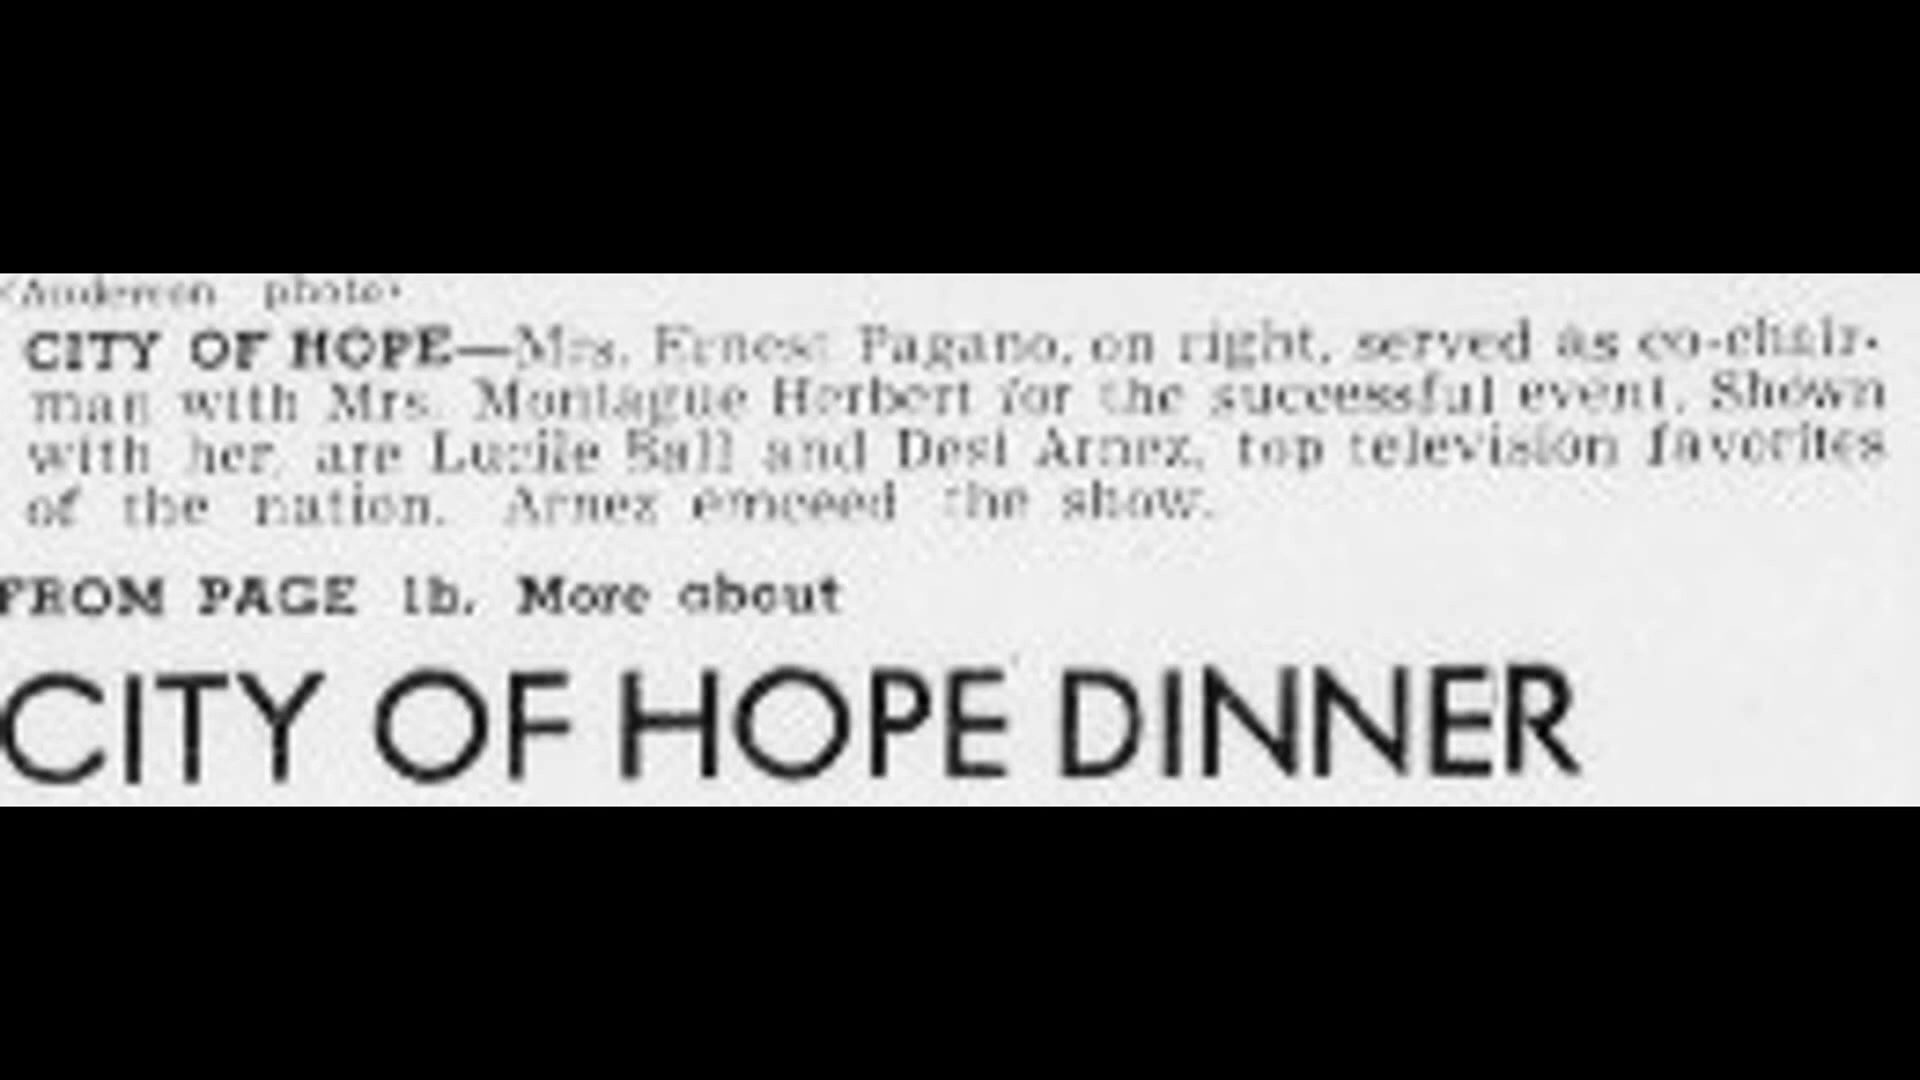 (Anderson photo)
CITY OF HOPE—Mrs. Ernest Pagano, on right, served as co-chair-
man with Mrs. Montague Herbert for the successful event. Shown
with her, are Lucile Ball and Desi Arnez, top television favorites
of the nation. Arnez emceed the show.
FROM PAGE 1b. More about
CITY OF HOPE DINNER